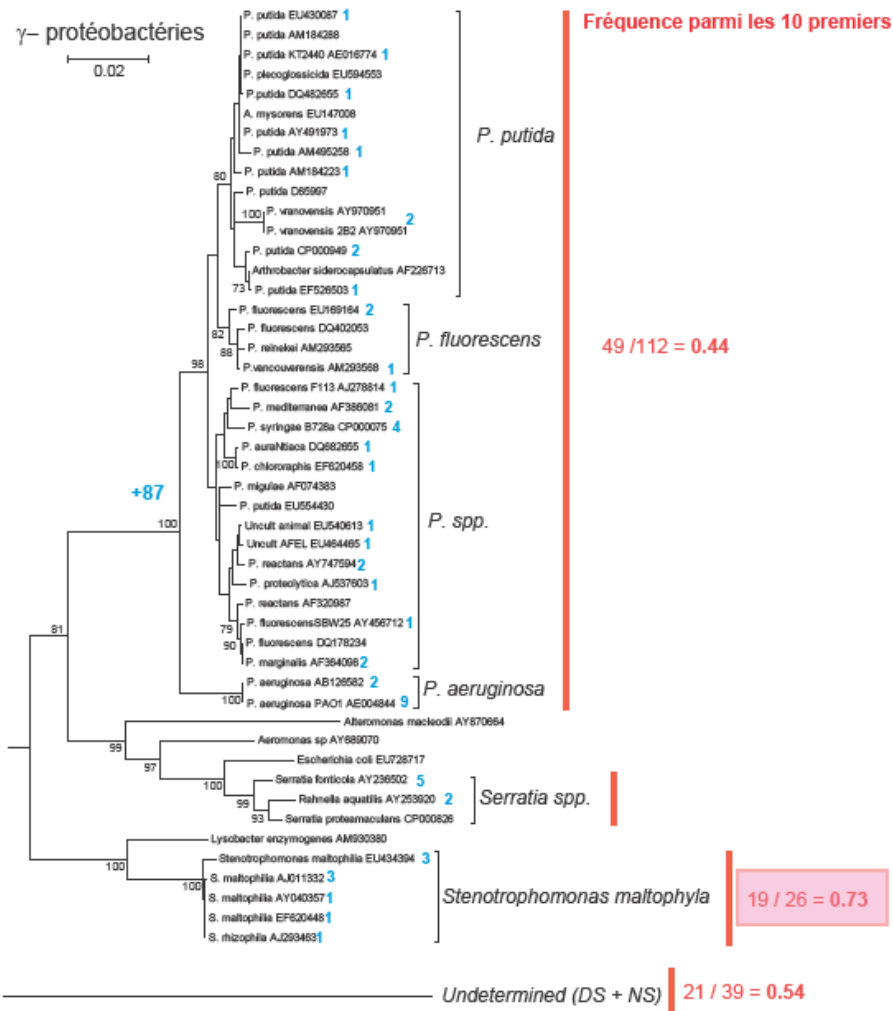 γ– protéobactéries
0.02
Fréquence parmi les 10 premiers
P. putida EU430087 1
P. putida AM184288
P. putida KT2440 AE016774 1
P. plecoglossicida EU594553
P.putida DQ482655 1
A. mysorens EU147008
P. putida AY491973 1
P. putida
P. putida AM495258 1
P. putida AM184223 1
80
P. putida D85997
100
P. vranovensis AY970951
2
P. vranovensis 2B2 AY970951
P. putida CP000949 2
Arthrobacter siderocapsulatus AF226713
73
P. putida EF526503 1
P. fluorescens EU169164 2
82
P. fluorescens DQ402053
P. fluorescens
88
P. reinekei AM293565
49 /112 = 0.44
98
P.vancouverensis AM293568 1
P. fluorescens F113 AJ278814 1
P. mediterranea AF386081 2
P. syringae B728a CP000075 4
P. auraNtiaca DQ682655 1
100
P. chlororaphis EF620458 1
P. migulae AF074383
+87
P. putida EU554430
100
Uncult animal EU540613 1
P. spp.
Uncult AFEL EU464465 1
P. reactans AY747594 2
P. proteolytica AJ537603 1
P. reactans AF320987
79
P. fluorescensSBW25 AY456712 1
90
P. fluorescens DQ178234
P. marginalis AF364098 2
81
P. aeruginosa AB126582 2
P. aeruginosa
100
P. aeruginosa PAO1 AE004844 9
Alteromonas macleodii AY870664
99
Aeromonas sp AY689070
97
Escherichia coli EU728717
100
Serratia fonticola AY236502 5
99
Rahnella aquatilis AY253920 2
Serratia spp.
93
Serratia proteamaculans CP000826
Lysobacter enzymogenes AM930380
100
Stenotrophomonas maltophilia EU434394 3
100
S. maltophilia AJ011332 3
S. maltophilia AY040357 1
Stenotrophomonas maltophyla
19 / 26 = 0.73
S. maltophilia EF620448 1
S. rhizophila AJ293463 1
Undetermined (DS + NS)
21 / 39 = 0.54